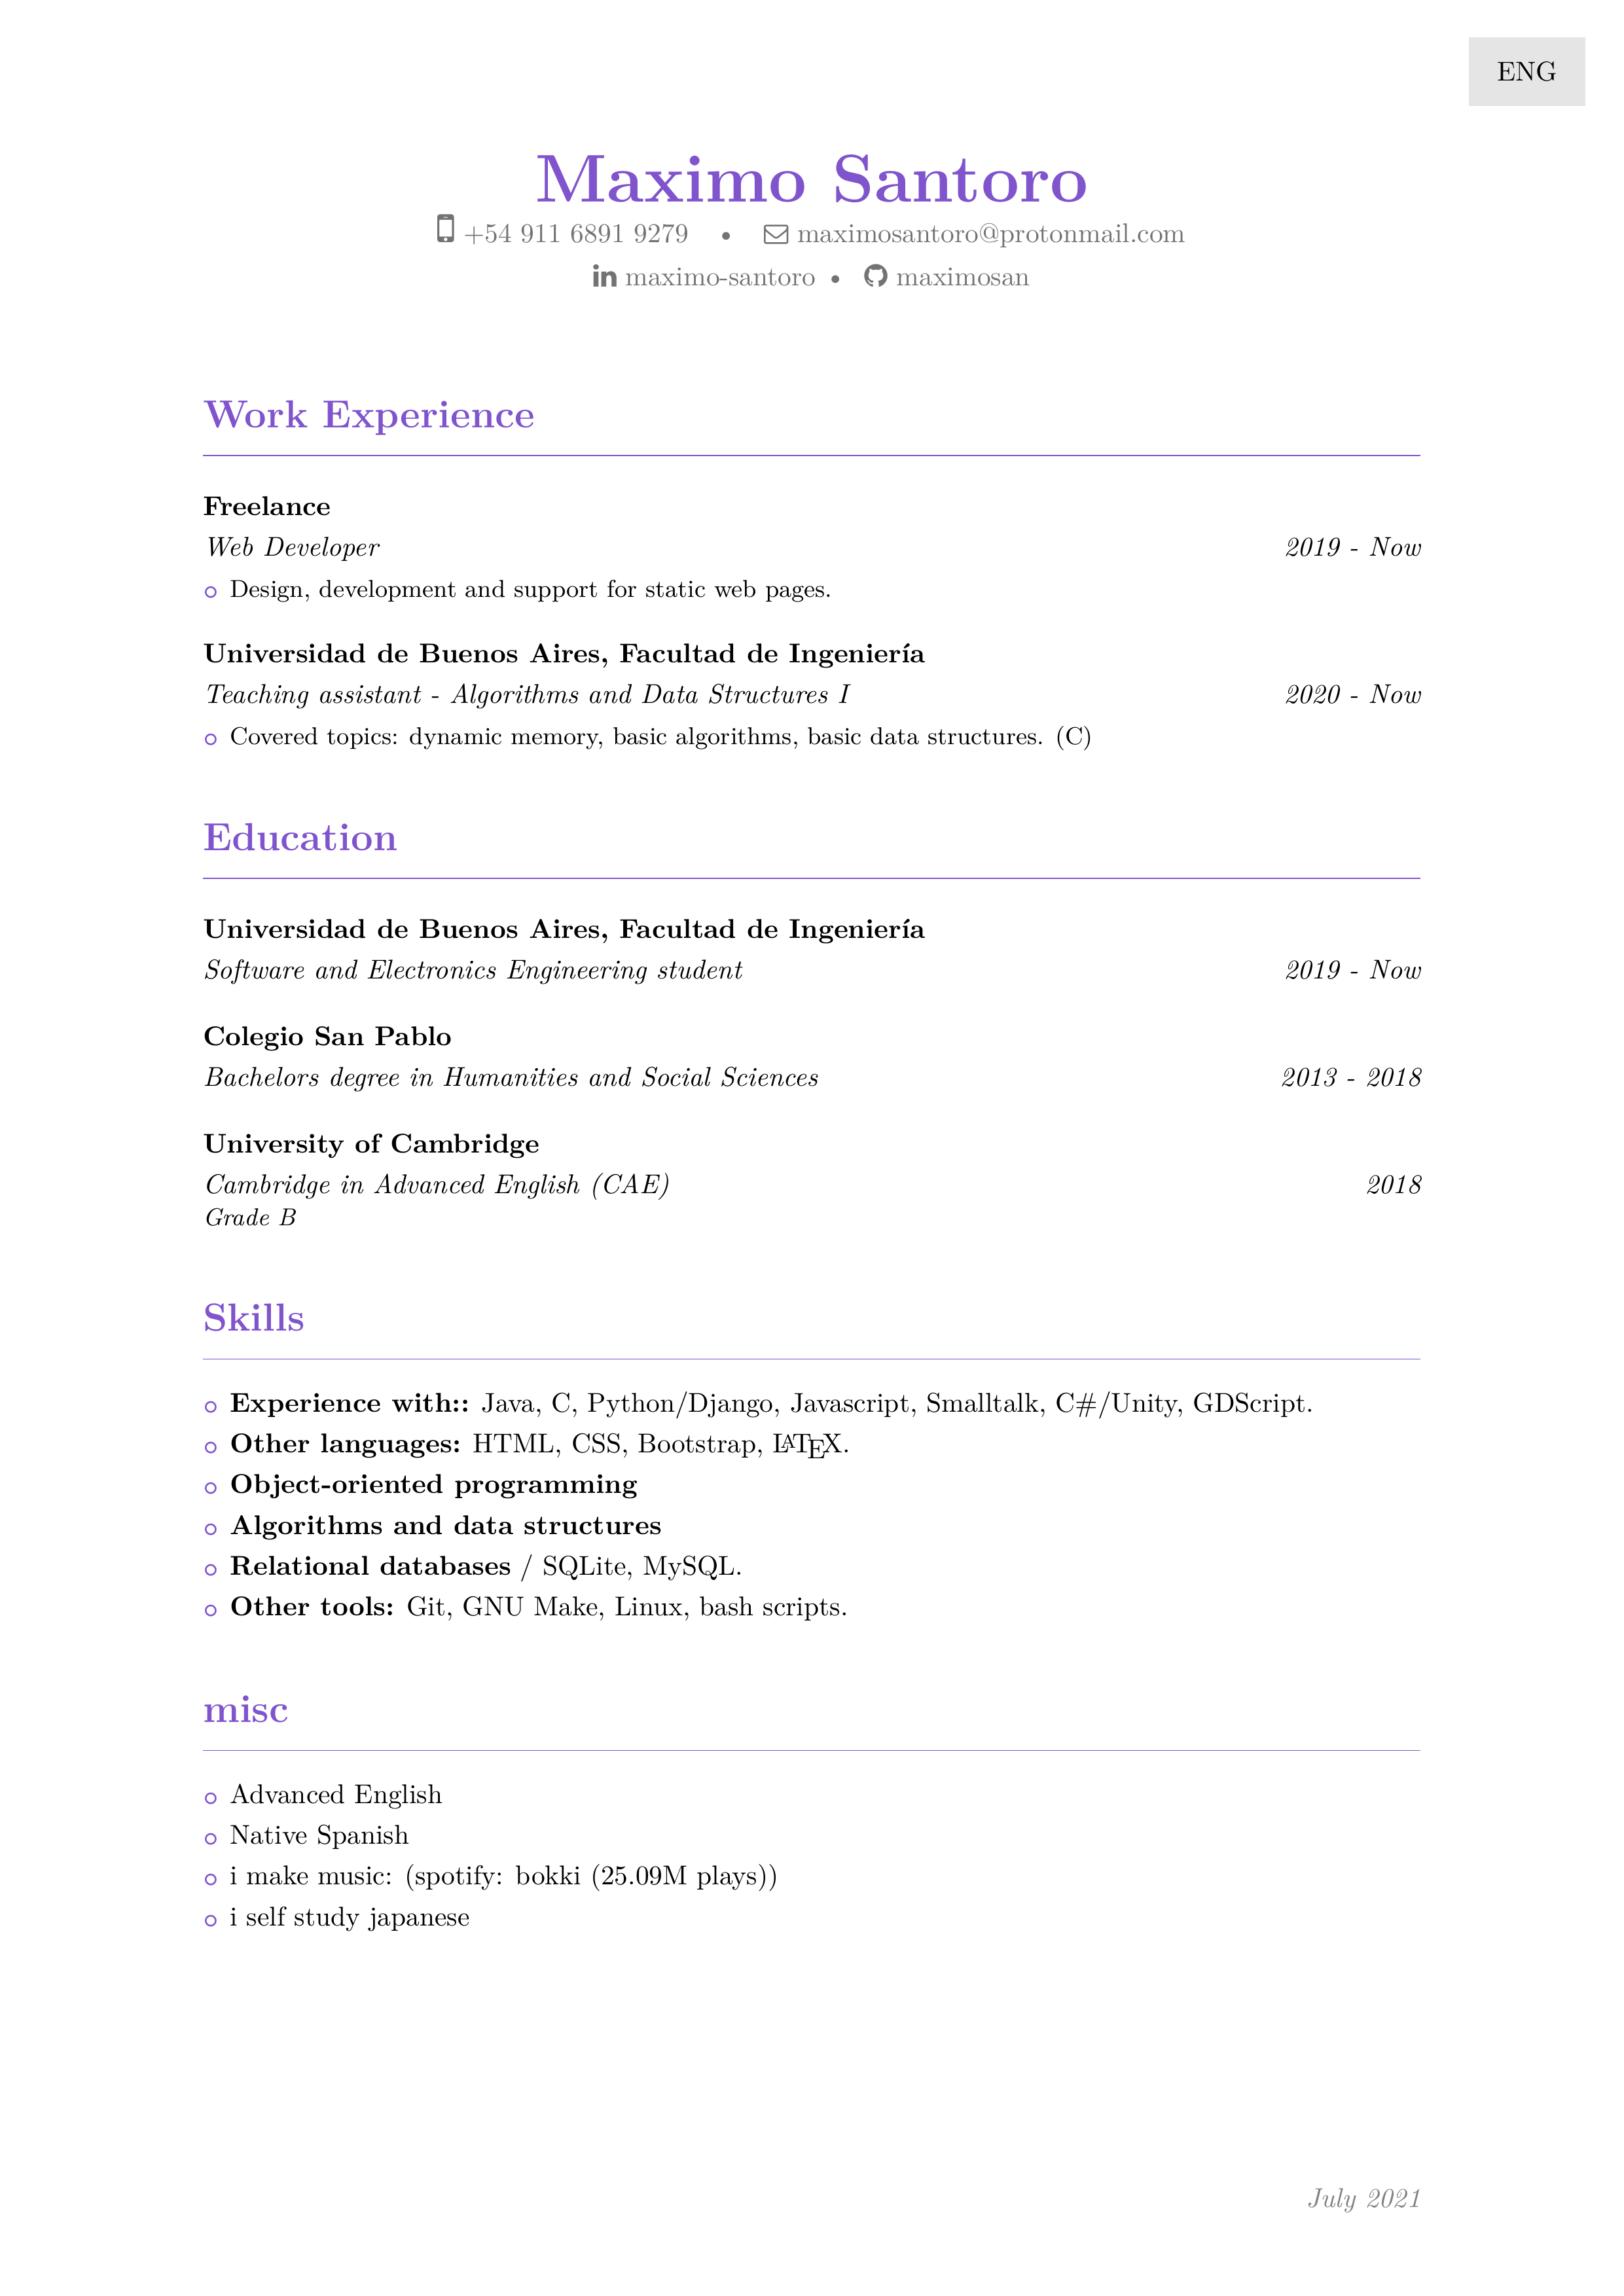 ENG
Maximo Santoro
+54 911 6891 9279 • maximosantoro@protonmail.com
maximo-santoro • maximosan
Work Experience
Freelance
Web Developer 2019 - Now
Design, development and support for static web pages.
Universidad de Buenos Aires, Facultad de Ingeniería
Teaching assistant - Algorithms and Data Structures I 2020 - Now
Covered topics: dynamic memory, basic algorithms, basic data structures. (C)
Education
Universidad de Buenos Aires, Facultad de Ingeniería
Software and Electronics Engineering student 2019 - Now
Colegio San Pablo
Bachelors degree in Humanities and Social Sciences 2013 - 2018
University of Cambridge
Cambridge in Advanced English (CAE) 2018
Grade B
Skills
Experience with:: Java, C, Python/Django, Javascript, Smalltalk, C#/Unity, GDScript.
Other languages: HTML, CSS, Bootstrap, LATEX.
Object-oriented programming
Algorithms and data structures
Relational databases / SQLite, MySQL.
Other tools: Git, GNU Make, Linux, bash scripts.
misc
Advanced English
Native Spanish
i make music: (spotify: bokki (25.09M plays))
i self study japanese
July 2021